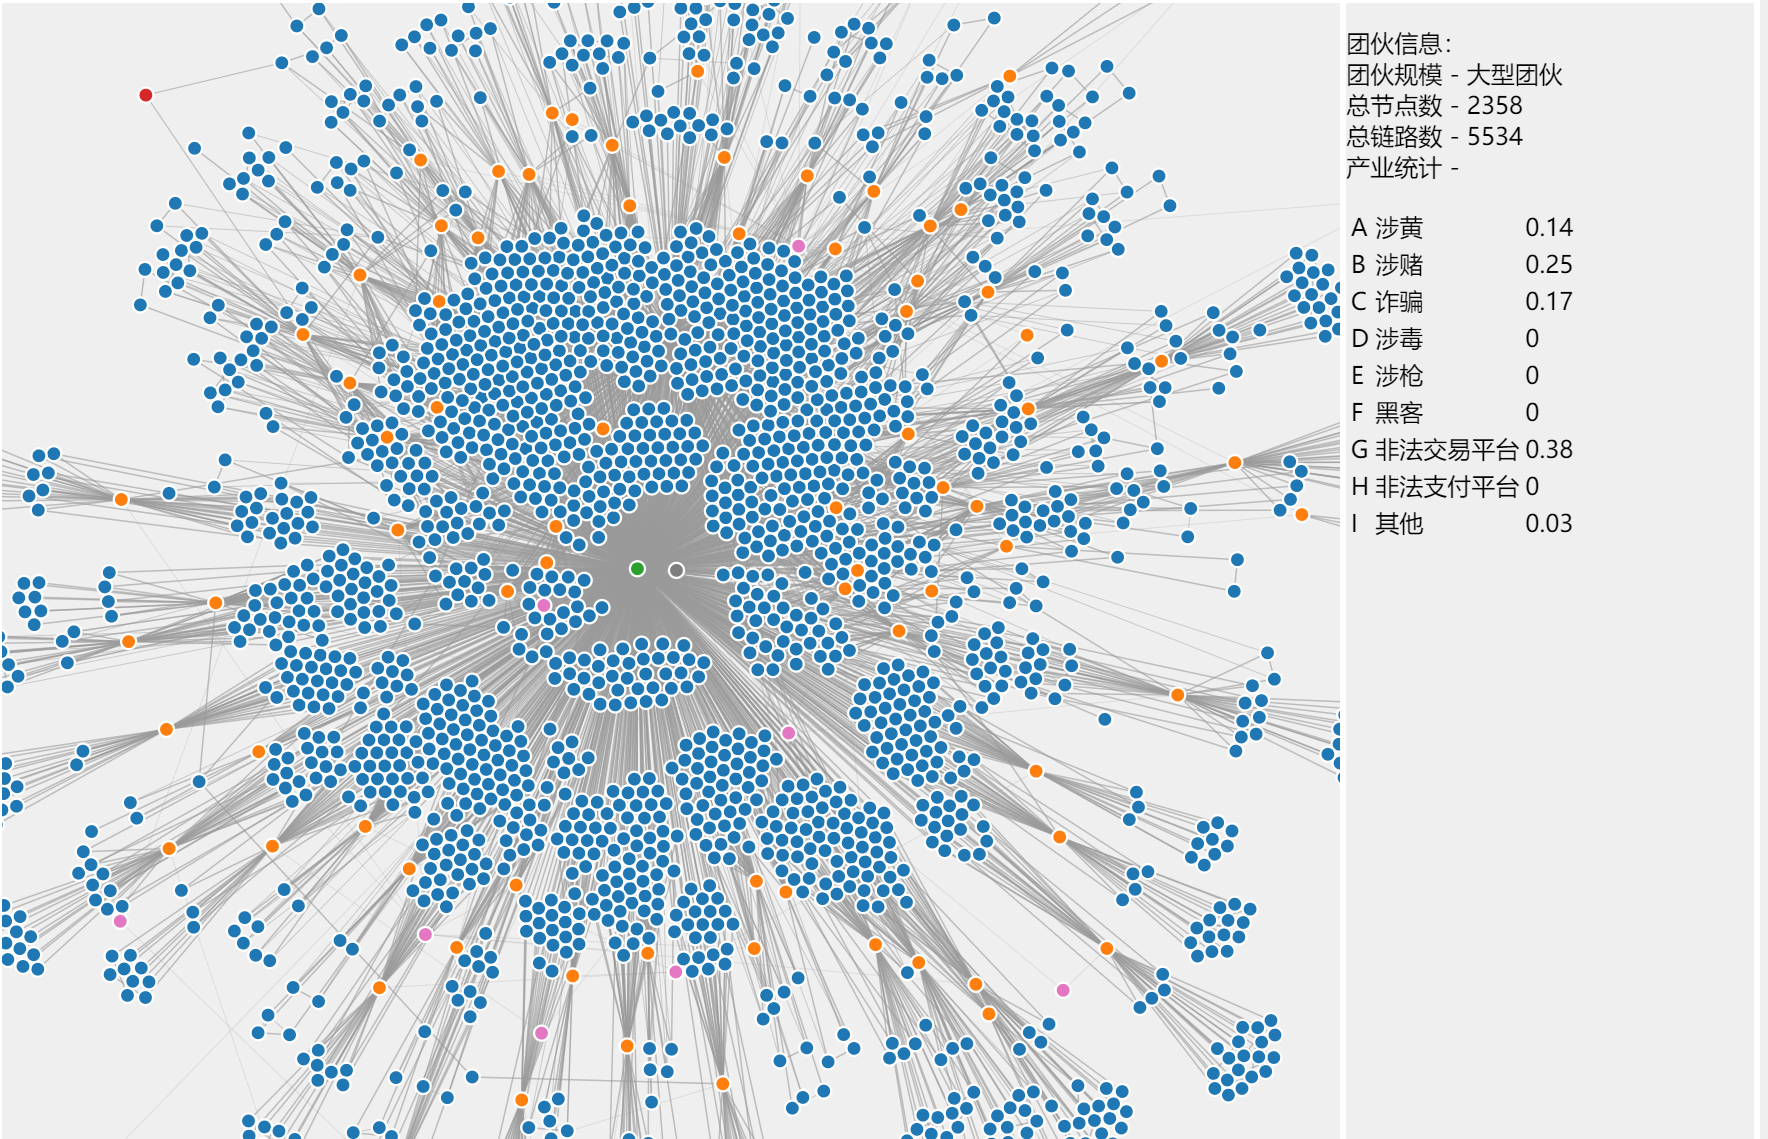 团伙信息：
团伙规模 - 大型团伙
总节点数 - 2358
总链路数 - 5534
产业统计 -
A 涉黄 0.14
B 涉赌 0.25
C 诈骗 0.17
D 涉毒 0
E 涉枪 0
F 黑客 0
G 非法交易平台 0.38
H 非法支付平台 0
I 其他 0.03